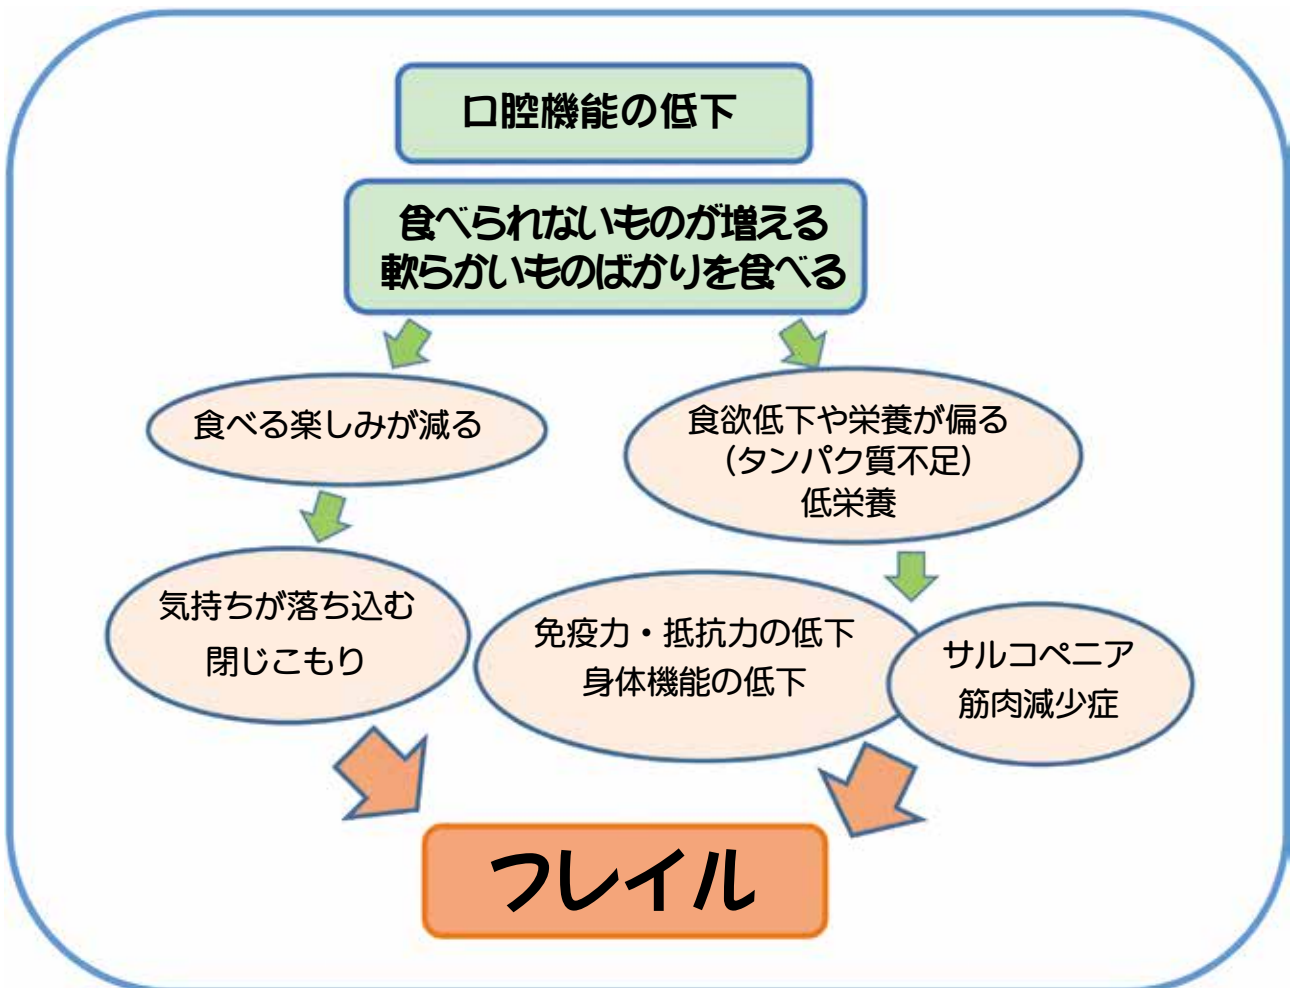 口腔機能の低下
食べられないものが増える
軟らかいものばかりを食べる
食べる楽しみが減る
食欲低下や栄養が偏る
（タンパク質不足）
低栄養
気持ちが落ち込む
閉じこもり
免疫力・抵抗力の低下
身体機能の低下
サルコペニア
筋肉減少症
フレイル